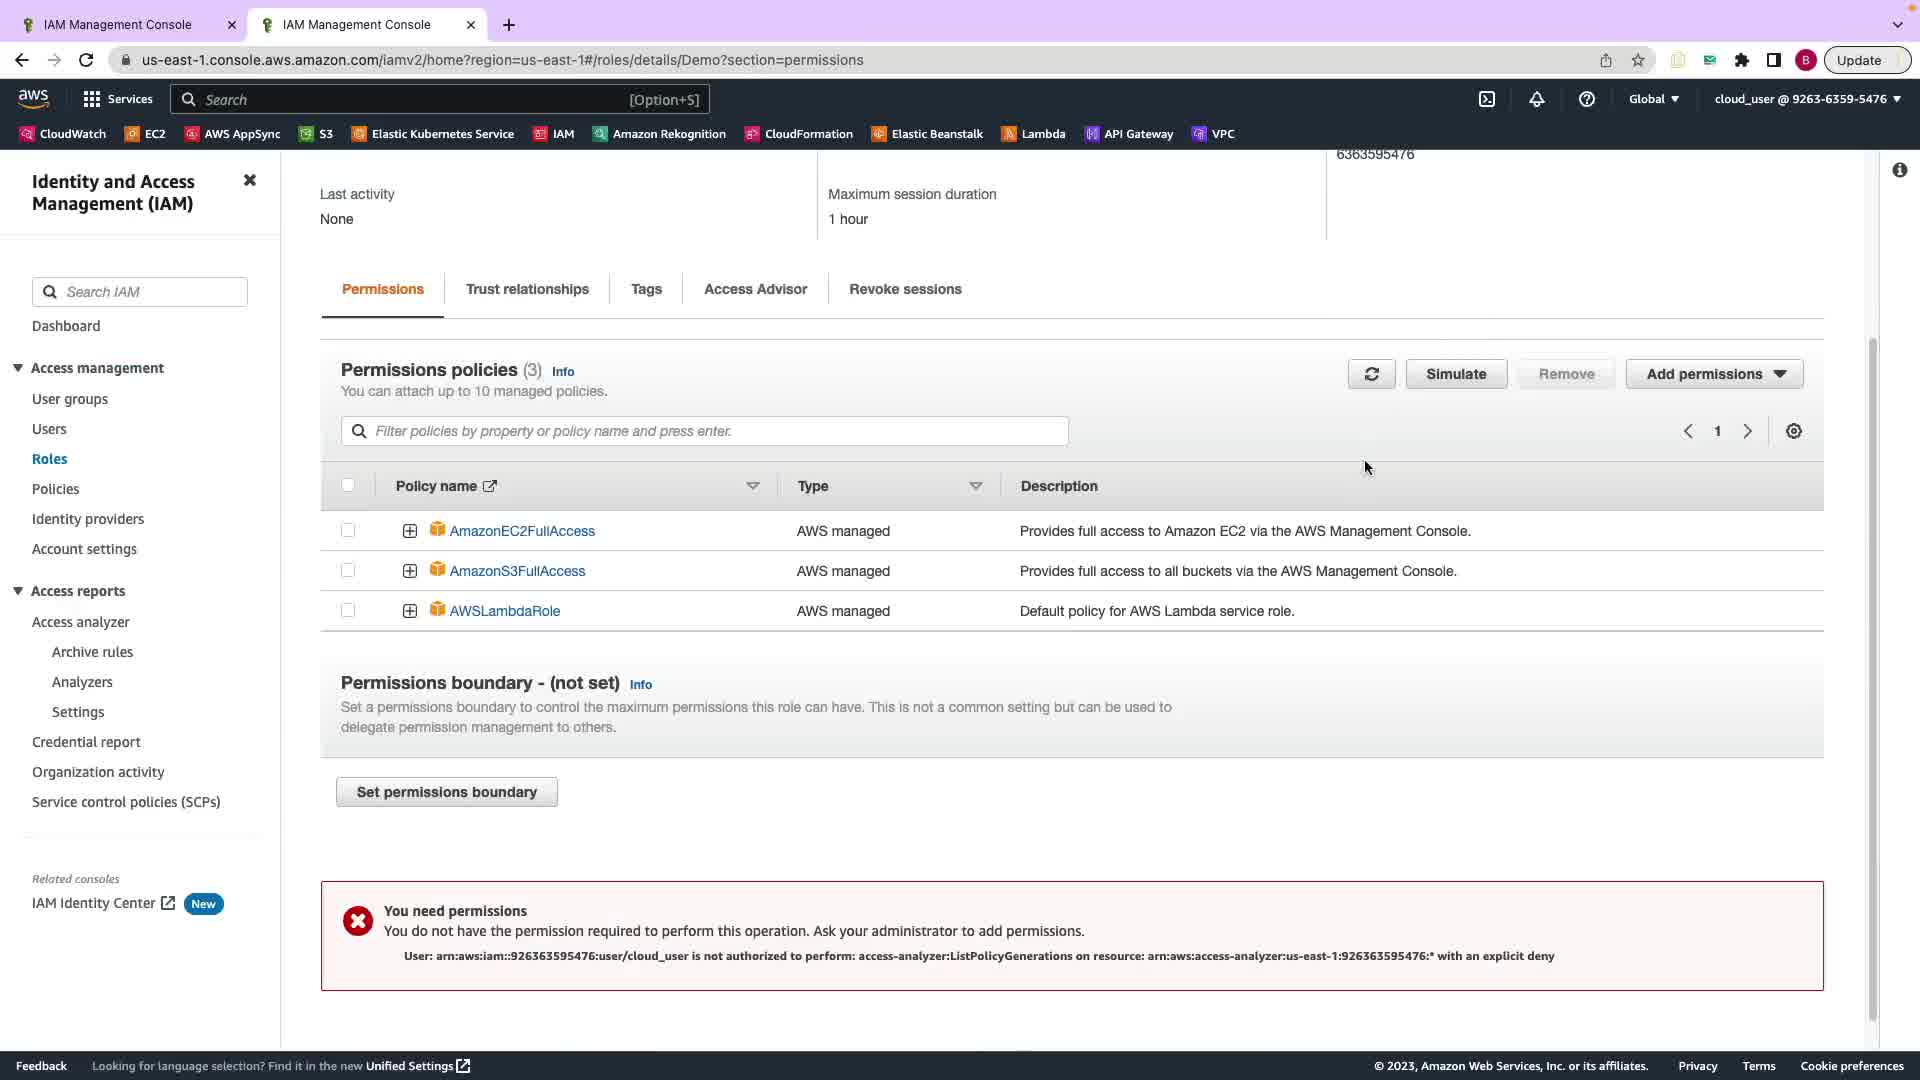 IAM Management Console
IAM Management Console
us-east-1.console.aws.amazon.com/iamv2/home?region=us-east-1#/roles/details/Demo?section=permissions
B
Update
aws
Services
Search
[Option+S]
Global
cloud_user @ 9263-6359-5476
CloudWatch
EC2
AWS AppSync
S3
Elastic Kubernetes Service
IAM
Amazon Rekognition
CloudFormation
Elastic Beanstalk
Lambda
API Gateway
VPC
Identity and Access
Management (IAM)
Search IAM
Dashboard
Access management
User groups
Users
Roles
Policies
Identity providers
Account settings
Access reports
Access analyzer
Archive rules
Analyzers
Settings
Credential report
Organization activity
Service control policies (SCPs)
Related consoles
IAM Identity Center
New
6363595476
Last activity
None
Maximum session duration
1 hour
Permissions
Trust relationships
Tags
Access Advisor
Revoke sessions
Permissions policies (3) Info
You can attach up to 10 managed policies.
Simulate
Remove
Add permissions
Filter policies by property or policy name and press enter.
1
Policy name
Type
Description
AmazonEC2FullAccess
AWS managed
Provides full access to Amazon EC2 via the AWS Management Console.
AmazonS3FullAccess
AWS managed
Provides full access to all buckets via the AWS Management Console.
AWSLambdaRole
AWS managed
Default policy for AWS Lambda service role.
Permissions boundary - (not set) Info
Set a permissions boundary to control the maximum permissions this role can have. This is not a common setting but can be used to
delegate permission management to others.
Set permissions boundary
You need permissions
You do not have the permission required to perform this operation. Ask your administrator to add permissions.
User: arn:aws:iam::926363595476:user/cloud_user is not authorized to perform: access-analyzer:ListPolicyGenerations on resource: arn:aws:access-analyzer:us-east-1:926363595476:* with an explicit deny
Feedback
Looking for language selection? Find it in the new Unified Settings
© 2023, Amazon Web Services, Inc. or its affiliates.
Privacy
Terms
Cookie preferences